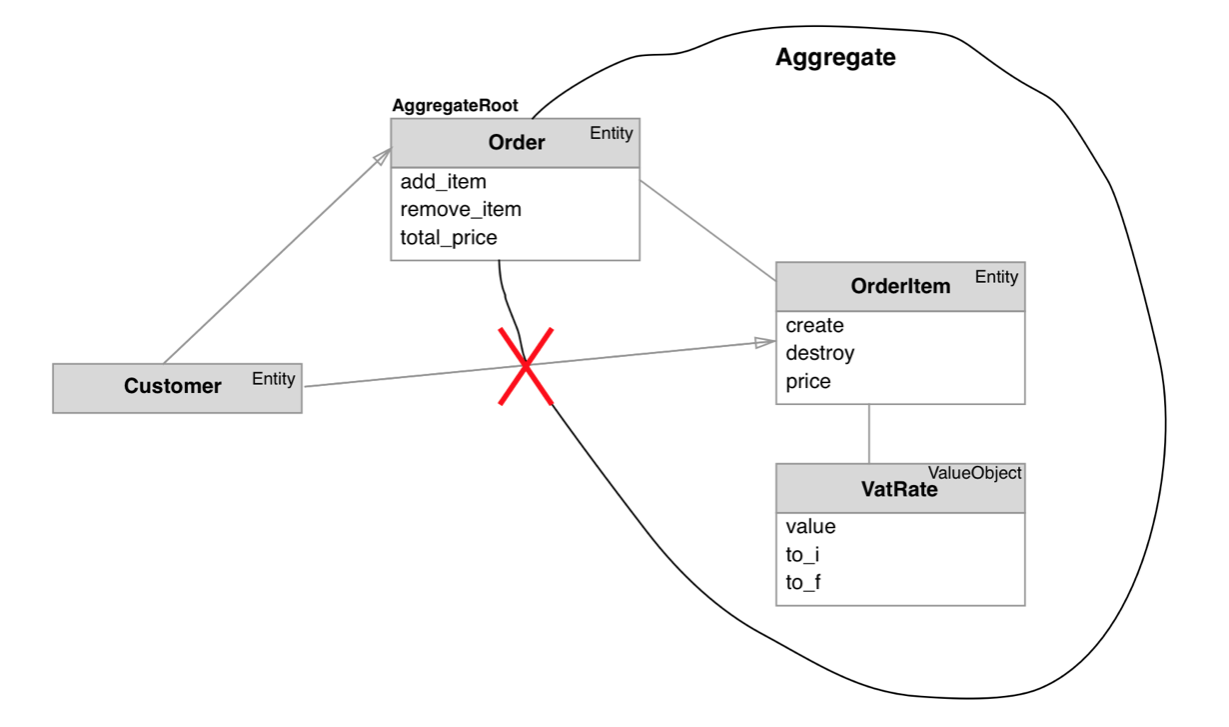 Aggregate
AggregateRoot
Order Entity
add_item
remove_item
total_price
OrderItem Entity
create
destroy
price
Customer Entity
ValueObject
VatRate
value
to_i
to_f